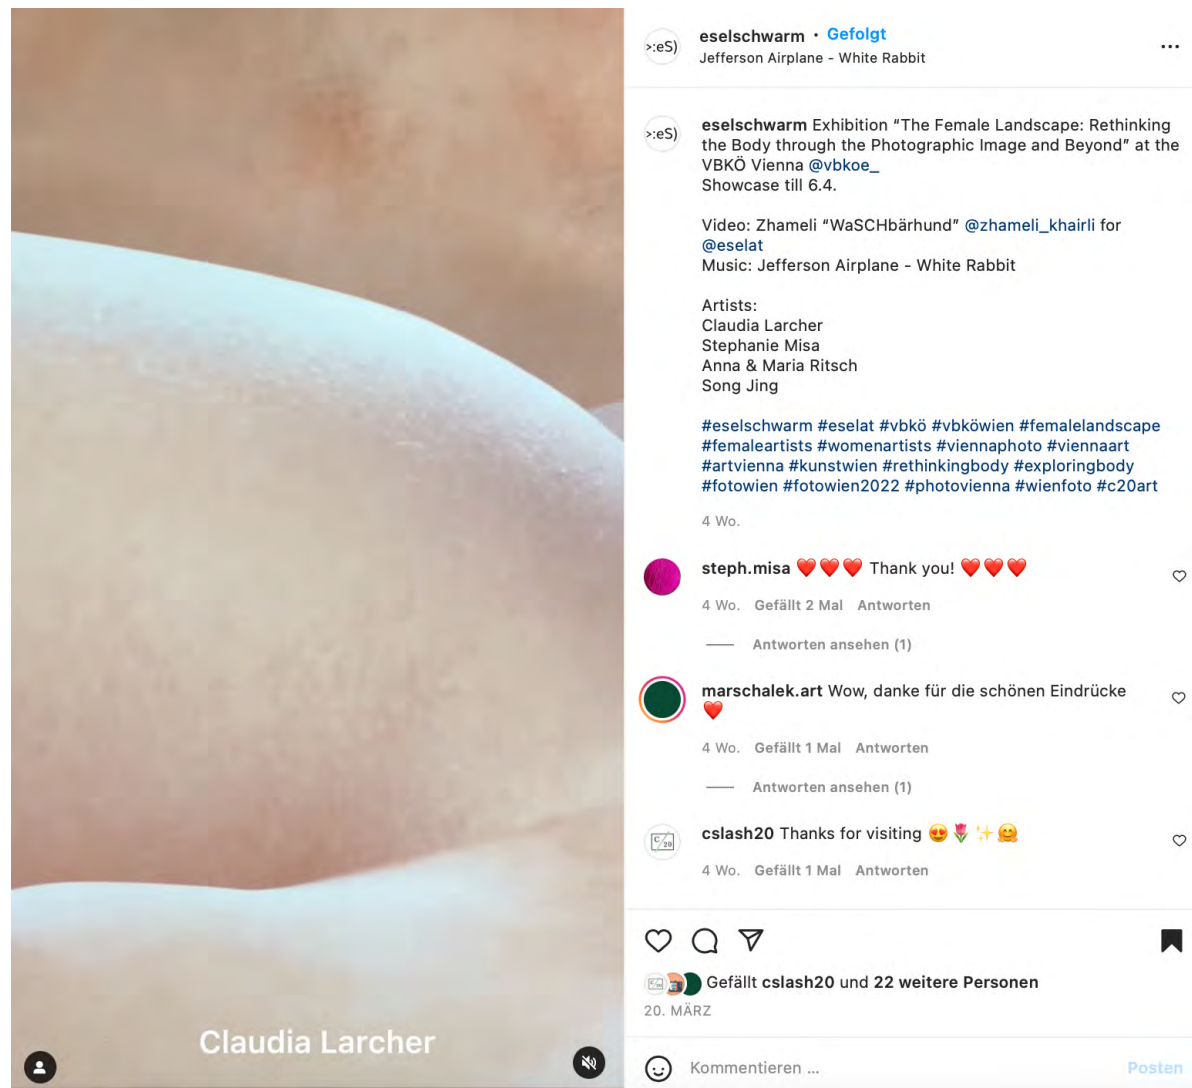 >:eS)
eselschwarm • Gefolgt
Jefferson Airplane - White Rabbit
>:eS)
eselschwarm Exhibition “The Female Landscape: Rethinking
the Body through the Photographic Image and Beyond” at the
VBKÖ Vienna @vbkoe_
Showcase till 6.4.
Video: Zhameli “WaSCHbärhund” @zhameli_khairli for
@eselat
Music: Jefferson Airplane - White Rabbit
Artists:
Claudia Larcher
Stephanie Misa
Anna & Maria Ritsch
Song Jing
#eselschwarm #eselat #vbkö #vbköwien #femalelandscape
#femaleartists #womenartists #viennaphoto #viennaart
#artvienna #kunstwien #rethinkingbody #exploringbody
#fotowien #fotowien2022 #photovienna #wienfoto #c20art
4 Wo.
steph.misa ❤️❤️❤️ Thank you! ❤️❤️❤️
4 Wo. Gefällt 2 Mal Antworten
Antworten ansehen (1)
marschalek.art Wow, danke für die schönen Eindrücke
❤️
4 Wo. Gefällt 1 Mal Antworten
Antworten ansehen (1)
C/20
cslash20 Thanks for visiting 😍🌷✨🤗
4 Wo. Gefällt 1 Mal Antworten
Gefällt cslash20 und 22 weitere Personen
20. MÄRZ
Kommentieren ... Posten
Claudia Larcher